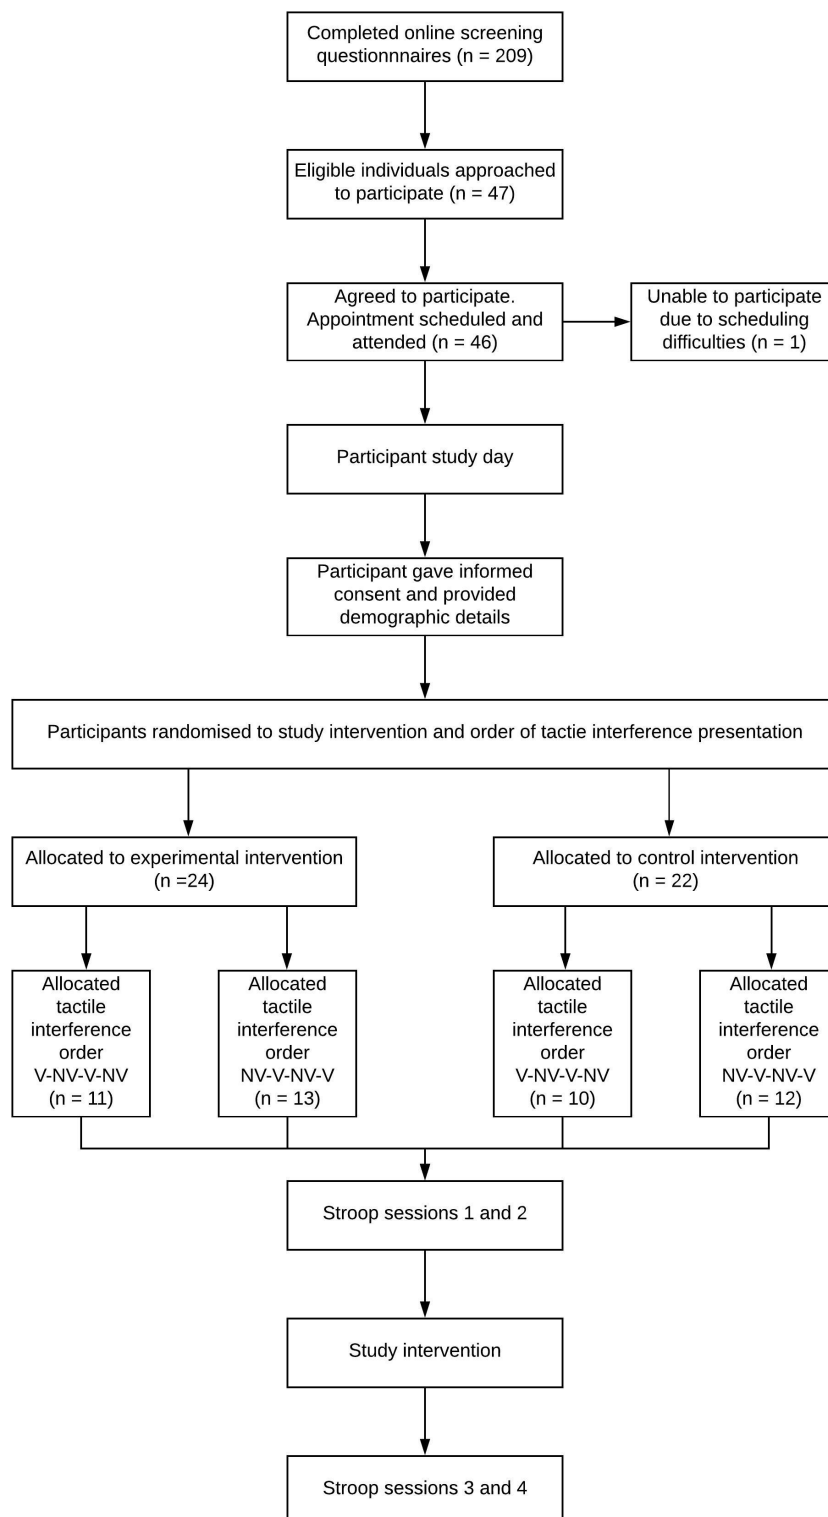 Completed online screening
questionnnaires (n = 209)
Eligible individuals approached
to participate (n = 47)
Agreed to participate.
Appointment scheduled and
attended (n = 46)
Unable to participate
due to scheduling
difficulties (n = 1)
Participant study day
Participant gave informed
consent and provided
demographic details
Participants randomised to study intervention and order of tactie interference presentation
Allocated to experimental intervention
(n =24)
Allocated to control intervention
(n = 22)
Allocated
tactile
interference
order
V-NV-V-NV
(n = 11)
Allocated
tactile
interference
order
NV-V-NV-V
(n = 13)
Allocated
tactile
interference
order
V-NV-V-NV
(n = 10)
Allocated
tactile
interference
order
NV-V-NV-V
(n = 12)
Stroop sessions 1 and 2
Study intervention
Stroop sessions 3 and 4